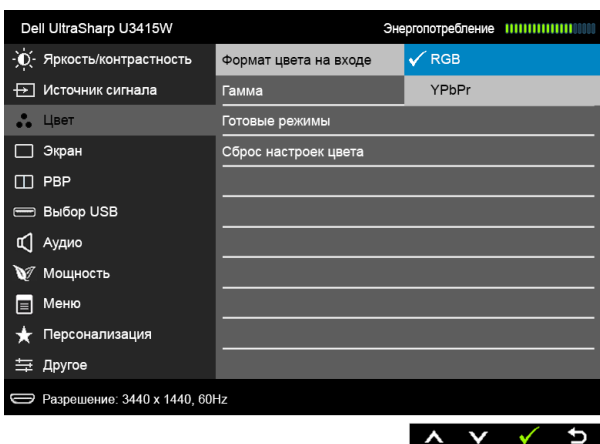 Dell UltraSharp U3415W Энергопотребление
Яркость/контрастность Формат цвета на входе RGB
Источник сигнала Гамма YPbPr
Цвет Готовые режимы
Экран Сброс настроек цвета
PBP
Выбор USB
Аудио
Мощность
Меню
Персонализация
Другое
Разрешение: 3440 x 1440, 60Hz